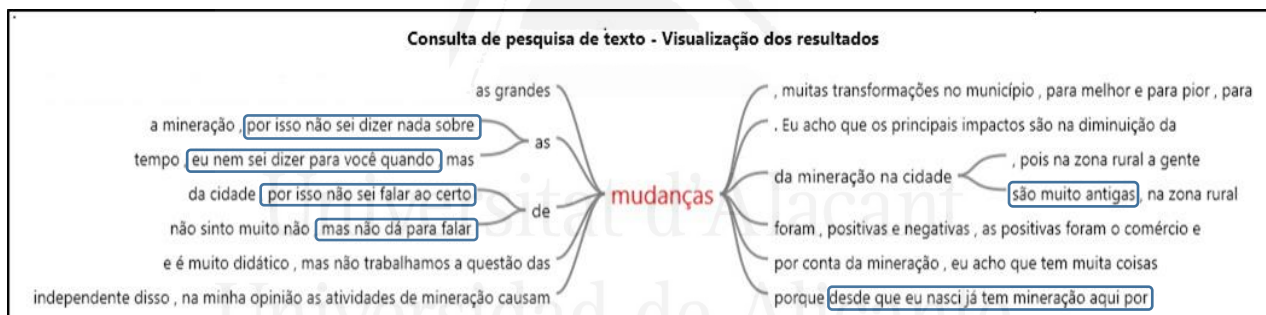 Consulta de pesquisa de texto - Visualização dos resultados
as grandes
a mineração , por isso não sei dizer nada sobre
as
tempo , eu nem sei dizer para você quando , mas
da cidade por isso não sei falar ao certo
de
não sinto muito não , mas não dá para falar
e é muito didático , mas não trabalhamos a questão das
independente disso , na minha opinião as atividades de mineração causam
mudanças
, muitas transformações no município , para melhor e para pior , para
. Eu acho que os principais impactos são na diminuição da
da mineração na cidade
, pois na zona rural a gente
são muito antigas , na zona rural
foram , positivas e negativas , as positivas foram o comércio e
por conta da mineração , eu acho que tem muita coisas
porque desde que eu nasci já tem mineração aqui por
Universitat d'Alacant
Universidad de Alicante